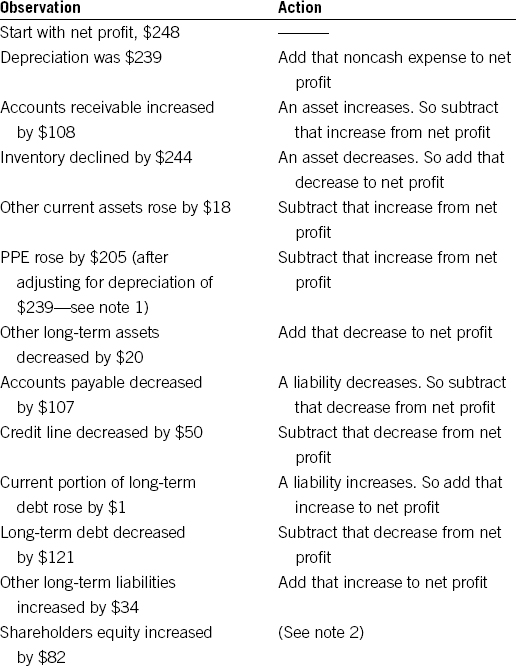 Observation Action
Start with net profit, $248 ———
Depreciation was $239 Add that noncash expense to net
profit
Accounts receivable increased An asset increases. So subtract
by $108 that increase from net profit
Inventory declined by $244 An asset decreases. So add that
decrease to net profit
Other current assets rose by $18 Subtract that increase from net
profit
PPE rose by $205 (after Subtract that increase from net
adjusting for depreciation of profit
$239—see note 1)
Other long-term assets Add that decrease to net profit
decreased by $20
Accounts payable decreased A liability decreases. So subtract
by $107 that decrease from net profit
Credit line decreased by $50 Subtract that decrease from net
profit
Current portion of long-term A liability increases. So add that
debt rose by $1 increase to net profit
Long-term debt decreased Subtract that decrease from net
by $121 profit
Other long-term liabilities Add that increase to net profit
increased by $34
Shareholders equity increased (See note 2)
by $82